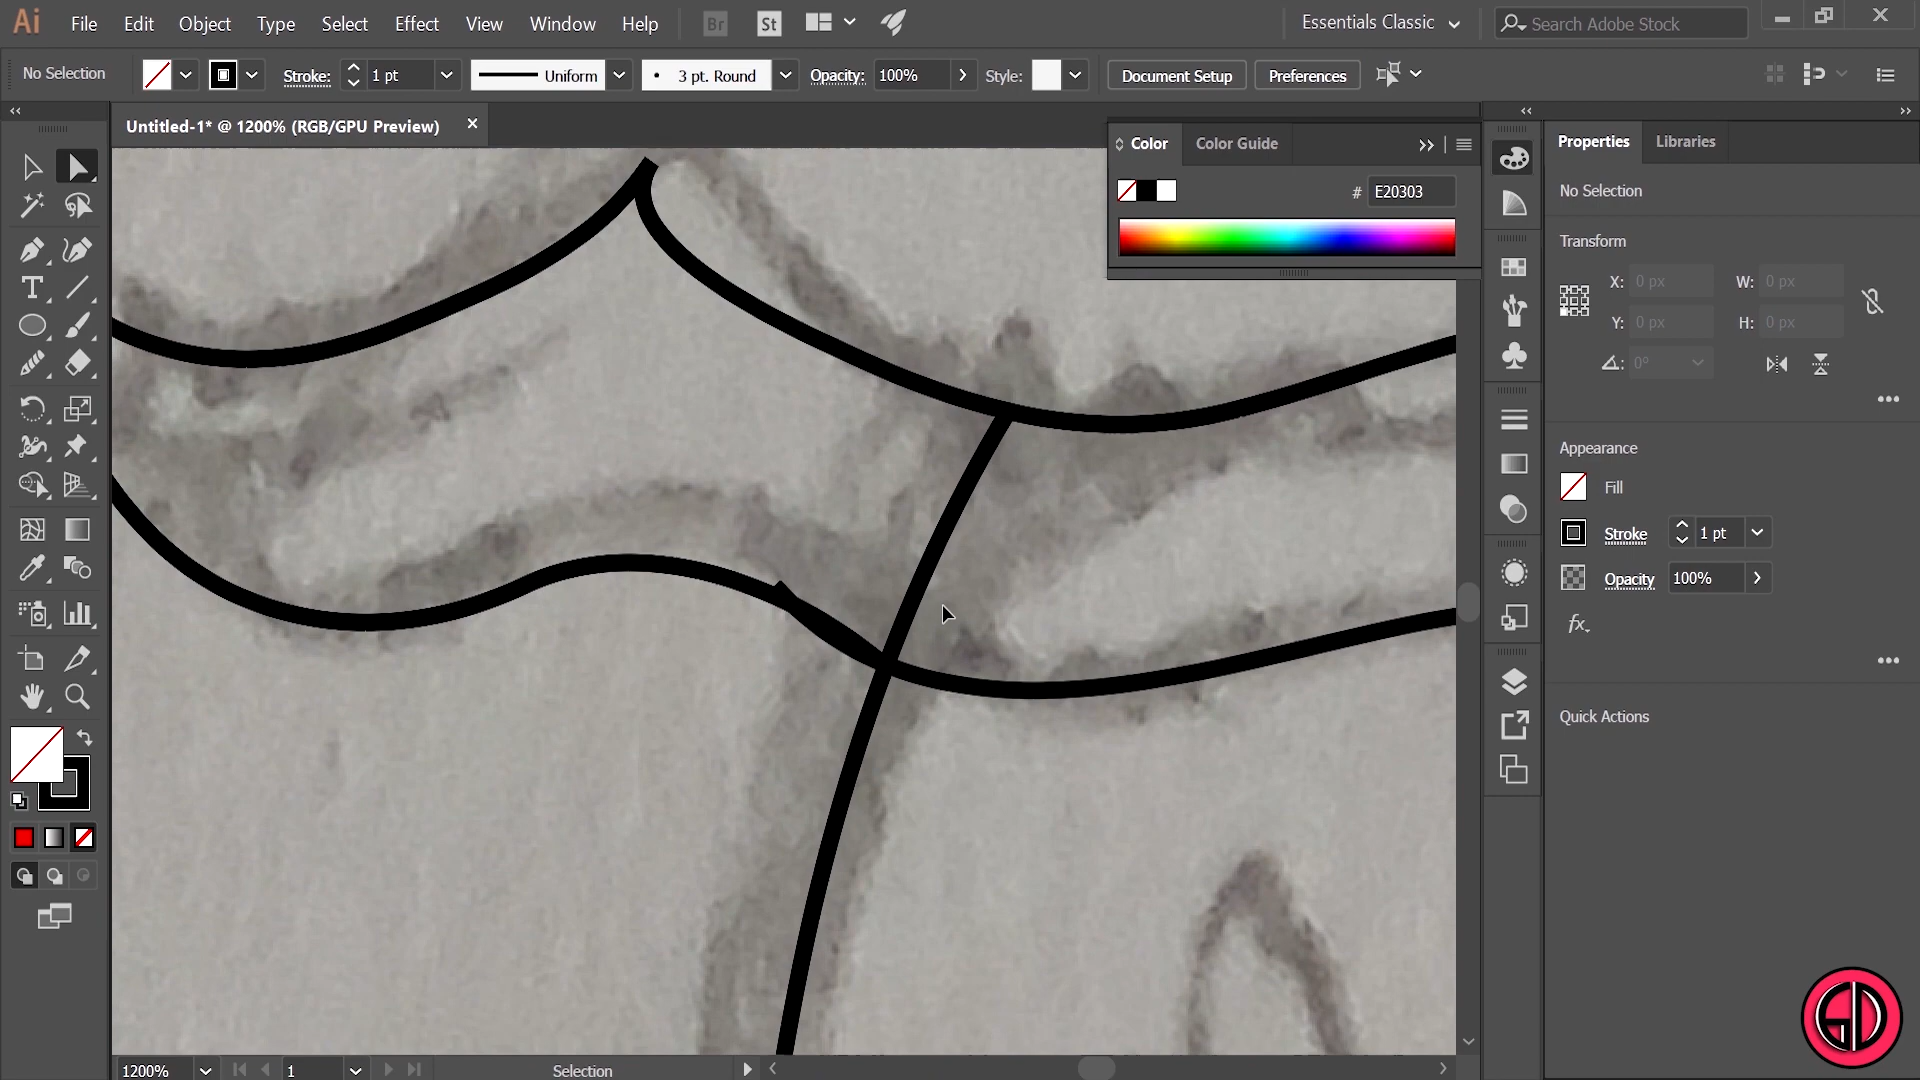 Ai File Edit Object Type Select Effect View Window Help Br St Essentials Classic Search Adobe Stock
No Selection Stroke: 1 pt Uniform 3 pt. Round Opacity: 100% Style: Document Setup Preferences
Untitled-1* @ 1200% (RGB/GPU Preview)
Color Color Guide
# E20303
Properties Libraries
No Selection
Transform
X: 0 px W: 0 px
Y: 0 px H: 0 px
0°
Appearance
Fill
Stroke 1 pt
Opacity 100%
fx
Quick Actions
1200% 1 Selection